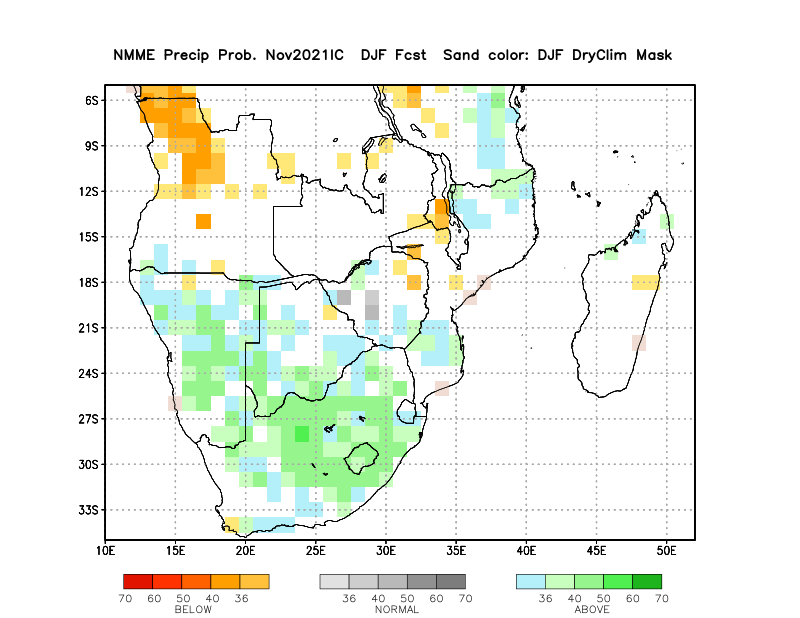 NMME Precip Prob. Nov2021IC  DJF Fcst  Sand color: DJF DryClim Mask
6S
9S
12S
15S
18S
21S
24S
27S
30S
33S
10E 15E 20E 25E 30E 35E 40E 45E 50E
70 60 50 40 36 36 40 50 60 70 36 40 50 60 70
BELOW NORMAL ABOVE